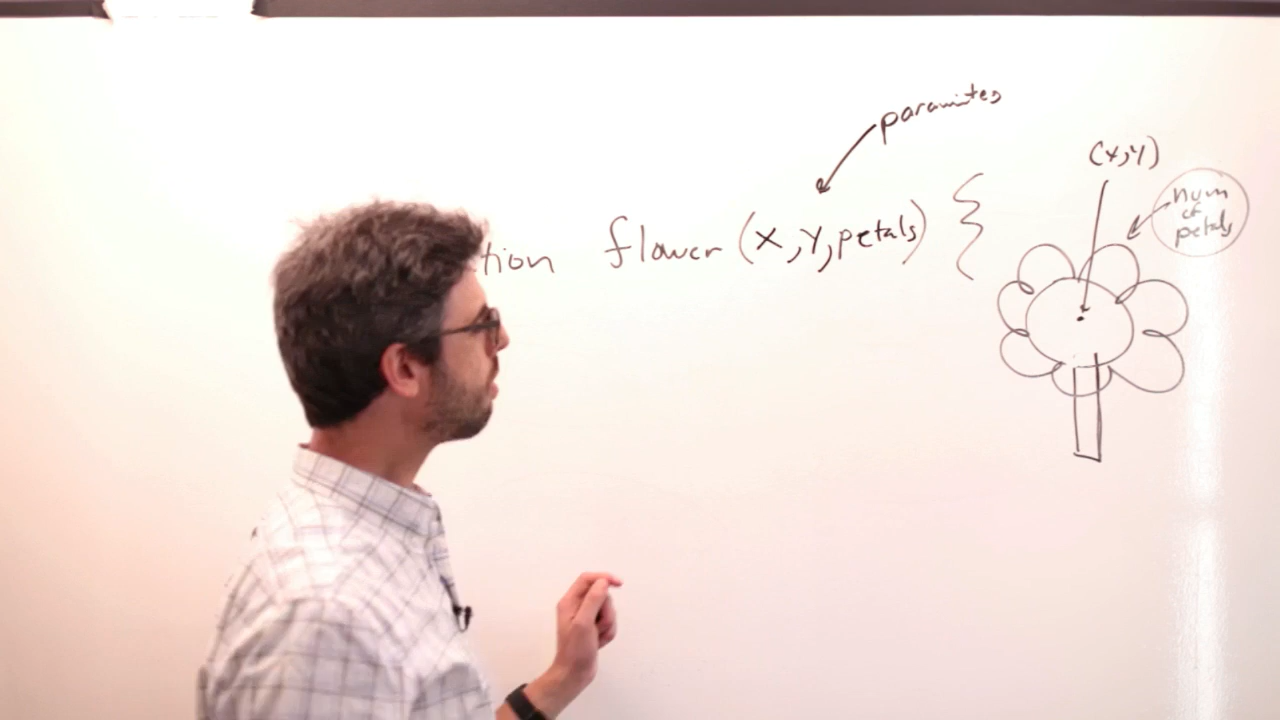 paramites
tion flower (x, y, petals) {
(x,y)
num
of
petals